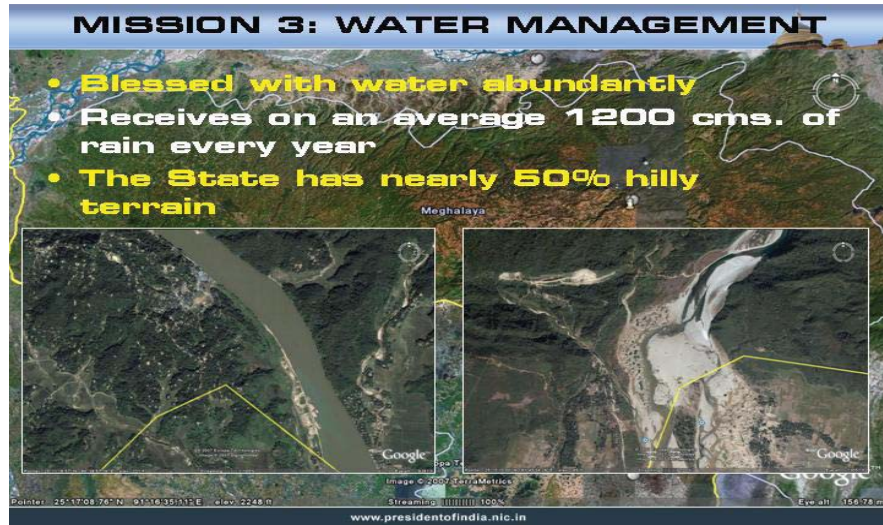 MISSION 3: WATER MANAGEMENT
• Blessed with water abundantly
• Receives on an average 1200 cms. of
rain every year
• The State has nearly 50% hilly
terrain
Meghalaya
Google
Google
Image © 2007 TerraMetrics
Pointer 25°17'08.76" N 91°16'35.11" E elev 2248 ft
Streaming 100%
Eye alt 156.78 m
www.presidentofindia.nic.in